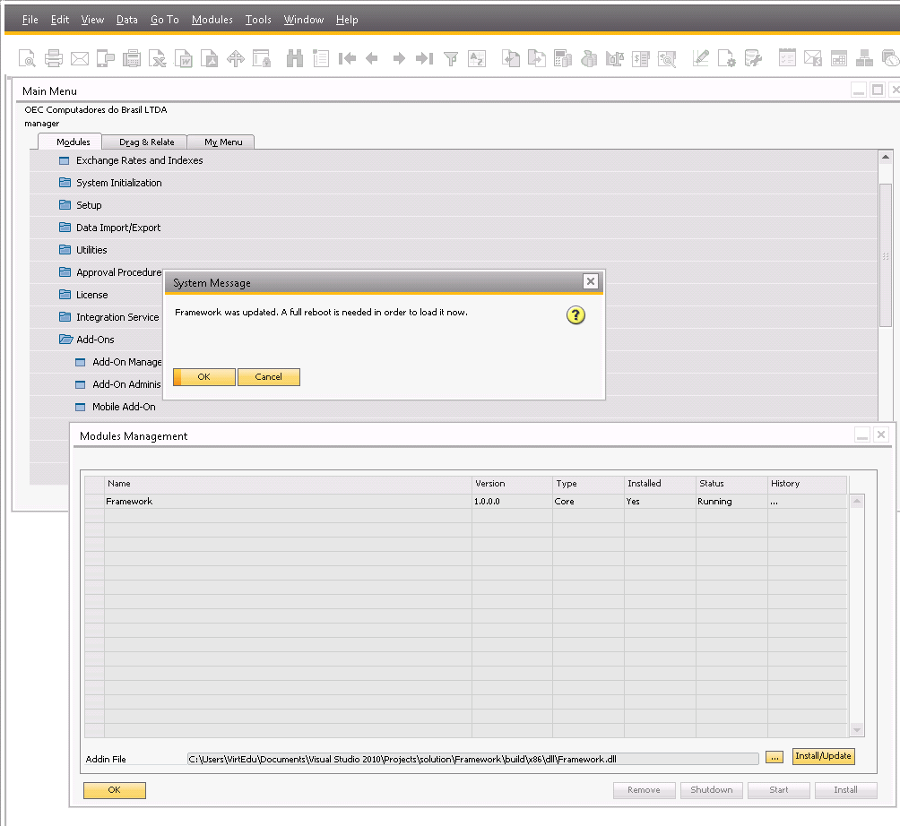 File Edit View Data Go To Modules Tools Window Help
Main Menu
OEC Computadores do Brasil LTDA
manager
Modules Drag & Relate My Menu
Exchange Rates and Indexes
System Initialization
Setup
Data Import/Export
Utilities
Approval Procedure
License
Integration Service
Add-Ons
Add-On Manage
Add-On Adminis
Mobile Add-On
System Message
Framework was updated. A full reboot is needed in order to load it now.
?
OK Cancel
Modules Management
Name Version Type Installed Status History
Framework 1.0.0.0 Core Yes Running ...
Addin File C:\Users\VirtEdu\Documents\Visual Studio 2010\Projects\solution\Framework\build\x86\dll\Framework.dll ... Install/Update
OK Remove Shutdown Start Install